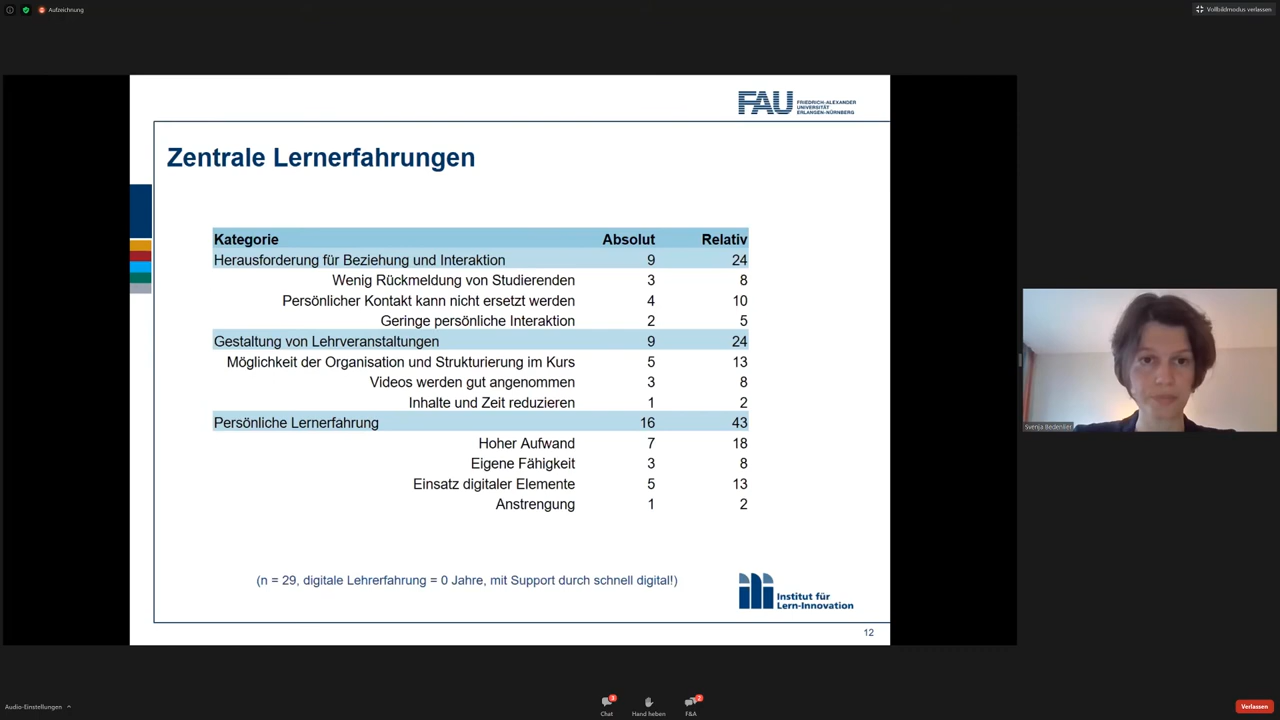 Aufzeichnung
Vollbildmodus verlassen
FAU
FRIEDRICH-ALEXANDER
UNIVERSITÄT
ERLANGEN-NÜRNBERG
Zentrale Lernerfahrungen
Kategorie Absolut Relativ
Herausforderung für Beziehung und Interaktion 9 24
Wenig Rückmeldung von Studierenden 3 8
Persönlicher Kontakt kann nicht ersetzt werden 4 10
Geringe persönliche Interaktion 2 5
Gestaltung von Lehrveranstaltungen 9 24
Möglichkeit der Organisation und Strukturierung im Kurs 5 13
Videos werden gut angenommen 3 8
Inhalte und Zeit reduzieren 1 2
Persönliche Lernerfahrung 16 43
Hoher Aufwand 7 18
Eigene Fähigkeit 3 8
Einsatz digitaler Elemente 5 13
Anstrengung 1 2
(n = 29, digitale Lehrerfahrung = 0 Jahre, mit Support durch schnell digital!)
Institut für
Lern-Innovation
12
Svenja Bedenlier
Audio-Einstellungen
3
Chat
Hand heben
2
F&A
Verlassen